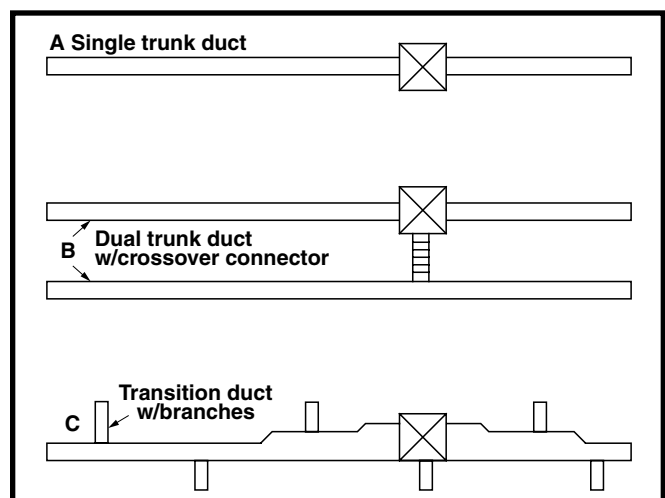 A Single trunk duct
B Dual trunk duct
w/crossover connector
C Transition duct
w/branches